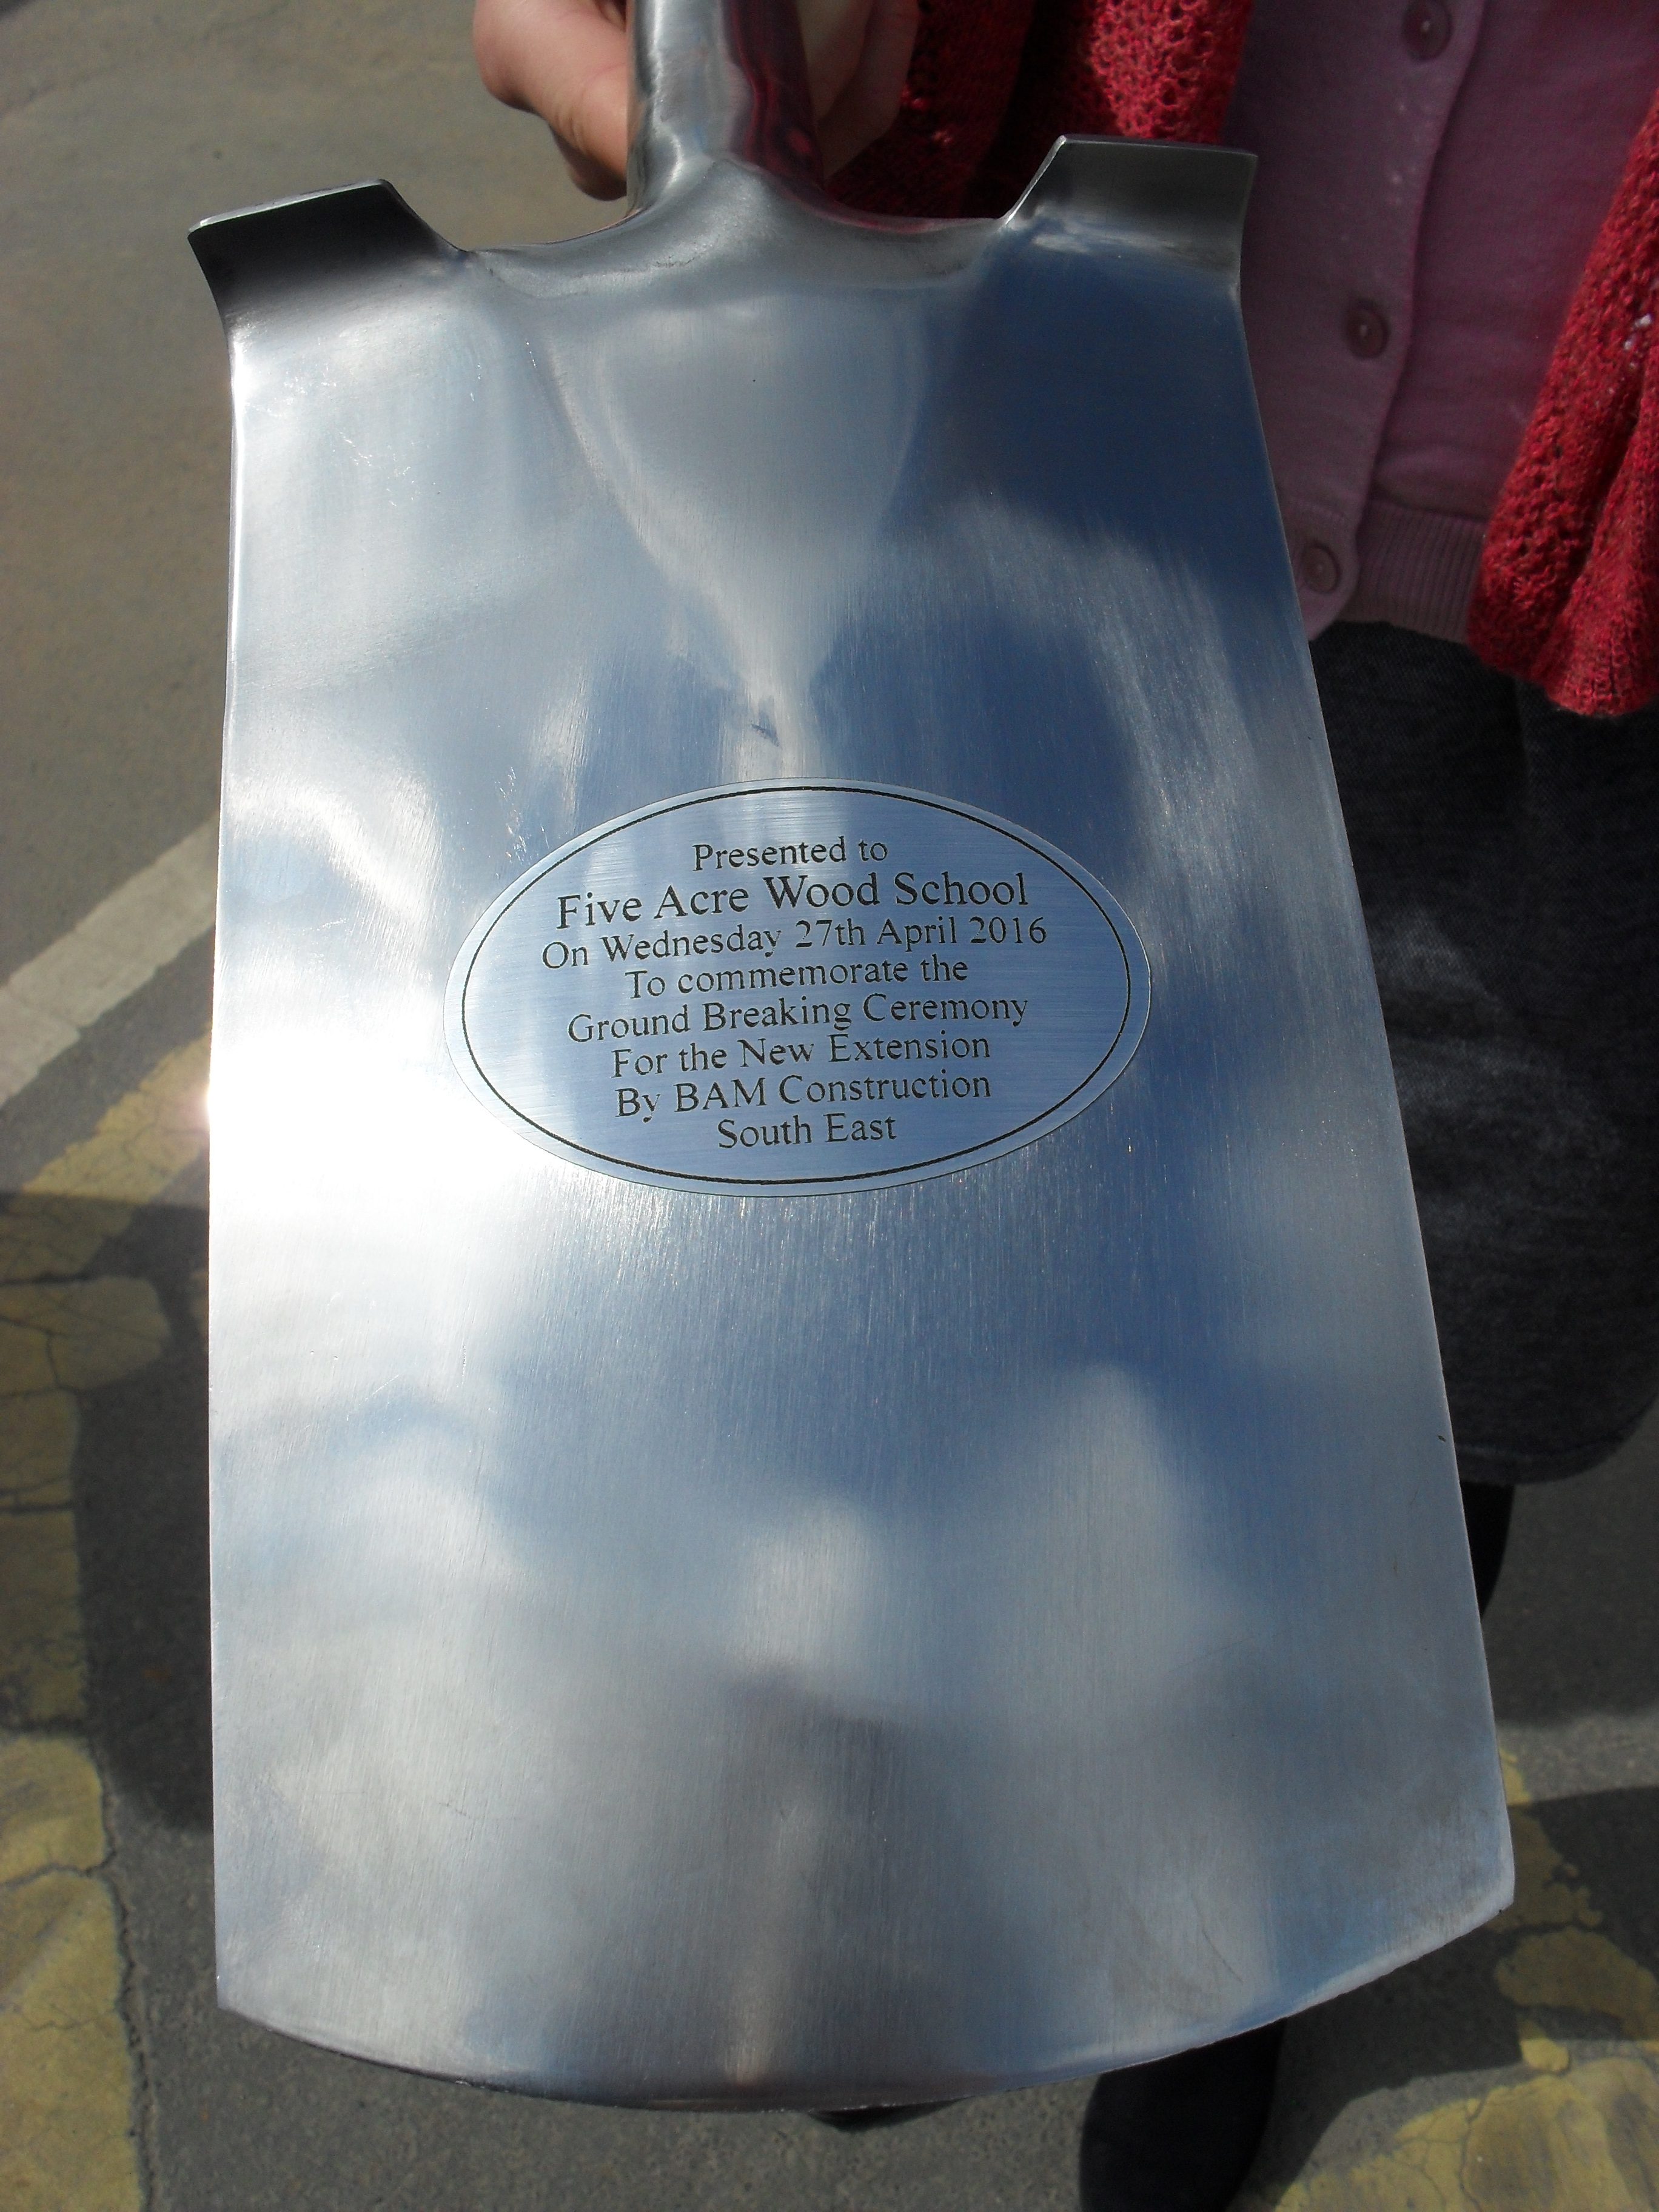 Presented to
Five Acre Wood School
On Wednesday 27th April 2016
To commemorate the
Ground Breaking Ceremony
For the New Extension
By BAM Construction
South East